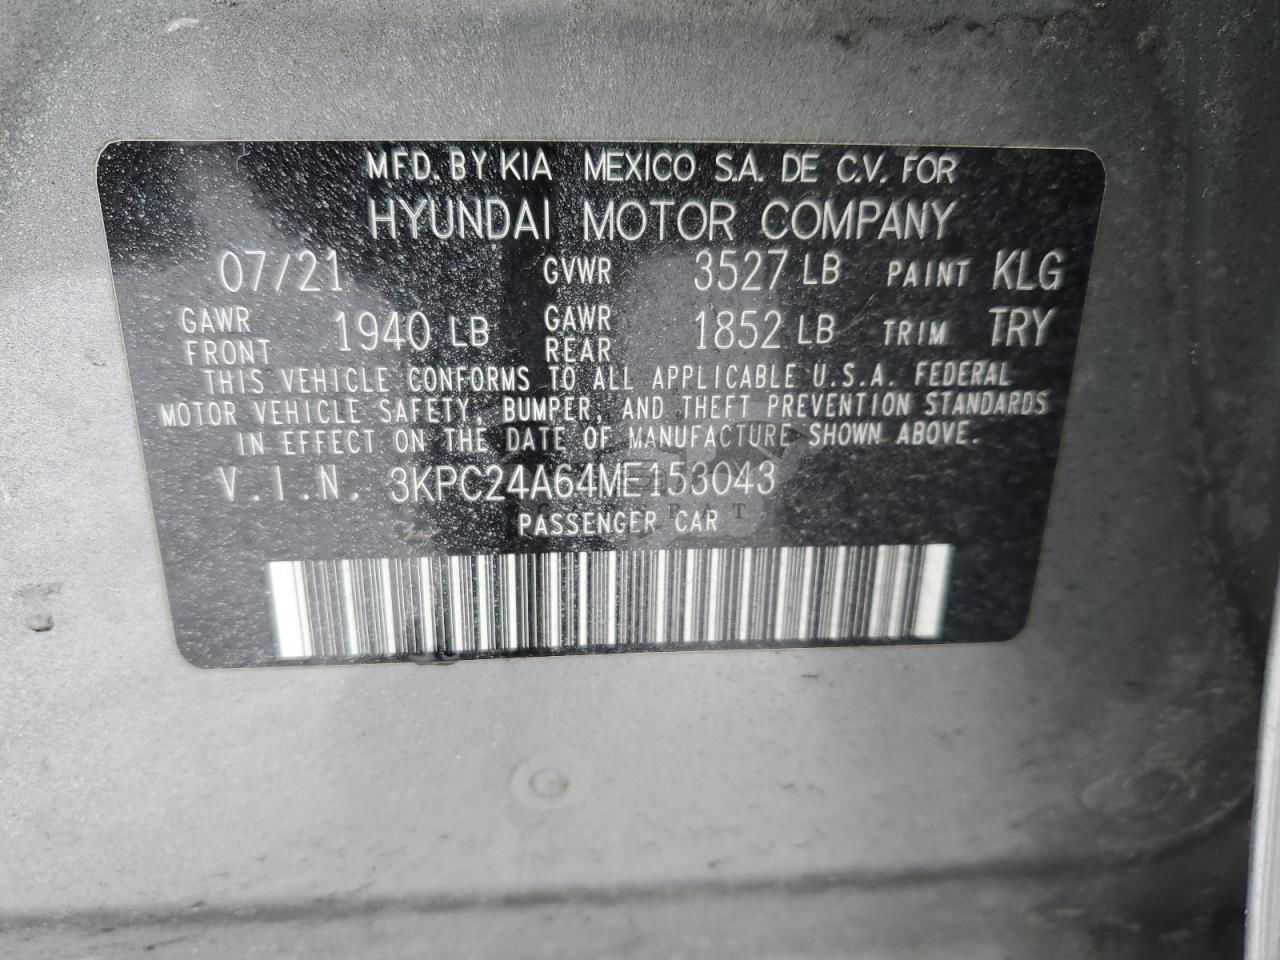 MFD. BY KIA MEXICO S.A. DE C.V. FOR
HYUNDAI MOTOR COMPANY
07/21 GVWR 3527 LB PAINT KLG
GAWR FRONT 1940 LB GAWR REAR 1852 LB TRIM TRY
THIS VEHICLE CONFORMS TO ALL APPLICABLE U.S.A. FEDERAL
MOTOR VEHICLE SAFETY, BUMPER, AND THEFT PREVENTION STANDARDS
IN EFFECT ON THE DATE OF MANUFACTURE SHOWN ABOVE.
V.I.N. 3KPC24A64ME153043
PASSENGER CAR